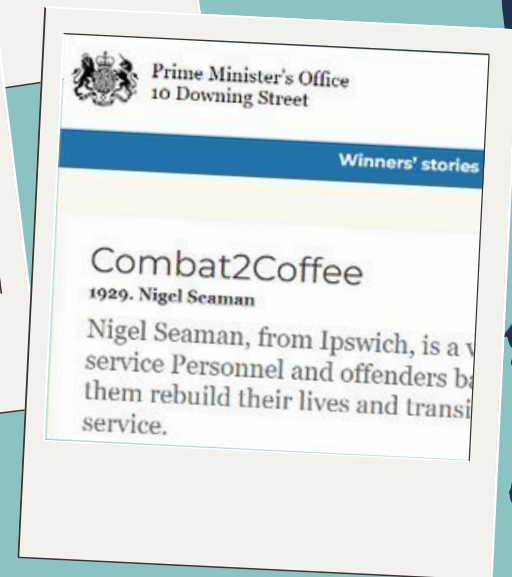 Prime Minister's Office
10 Downing Street
Winners' stories
Combat2Coffee
1929. Nigel Seaman
Nigel Seaman, from Ipswich, is a
service Personnel and offenders
them rebuild their lives and
service.